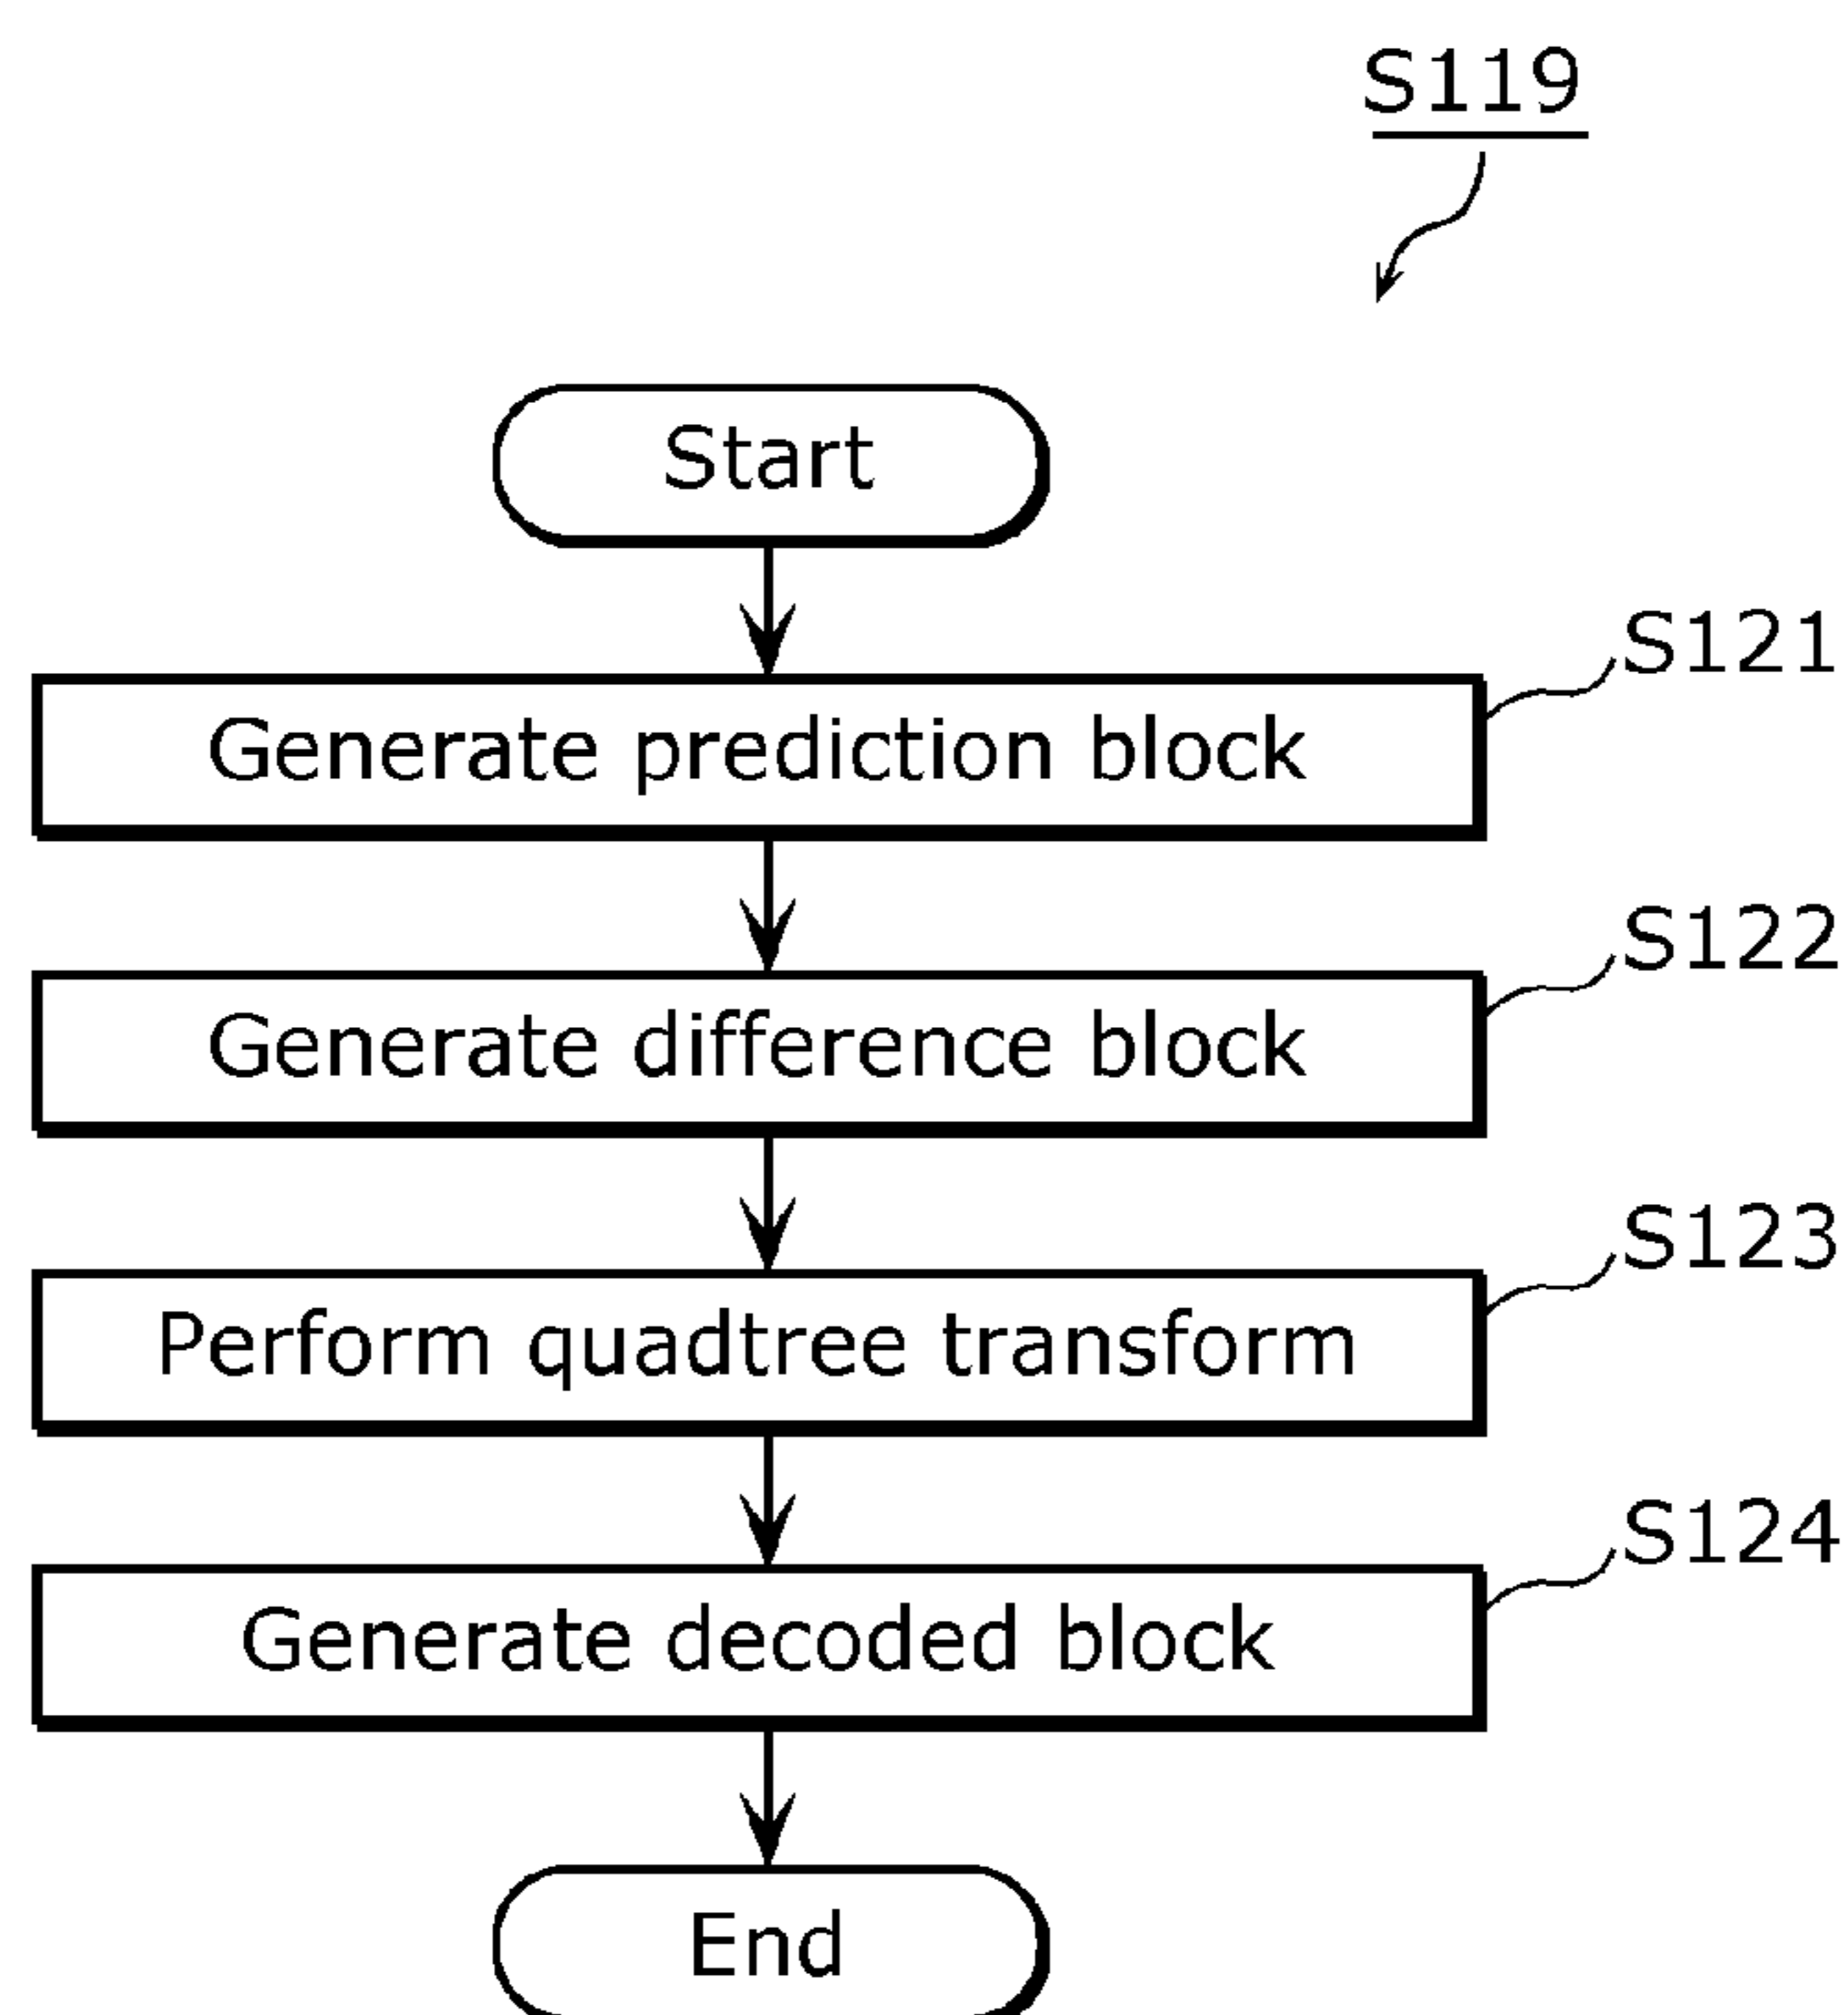 S119
Start
S121
Generate prediction block
S122
Generate difference block
S123
Perform quadtree transform
S124
Generate decoded block
End